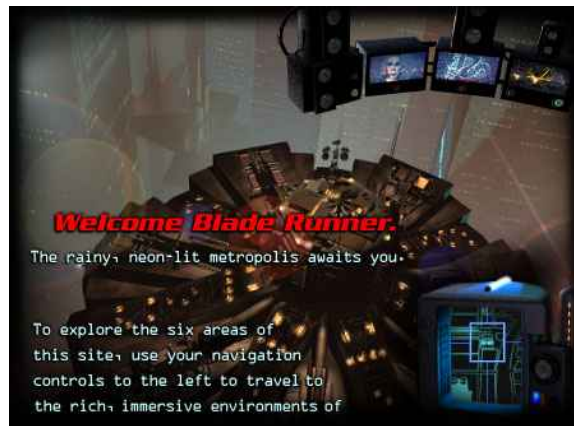 Welcome Blade Runner.
The rainy, neon-lit metropolis awaits you.
To explore the six areas of
this site, use your navigation
controls to the left to travel to
the rich, immersive environments of